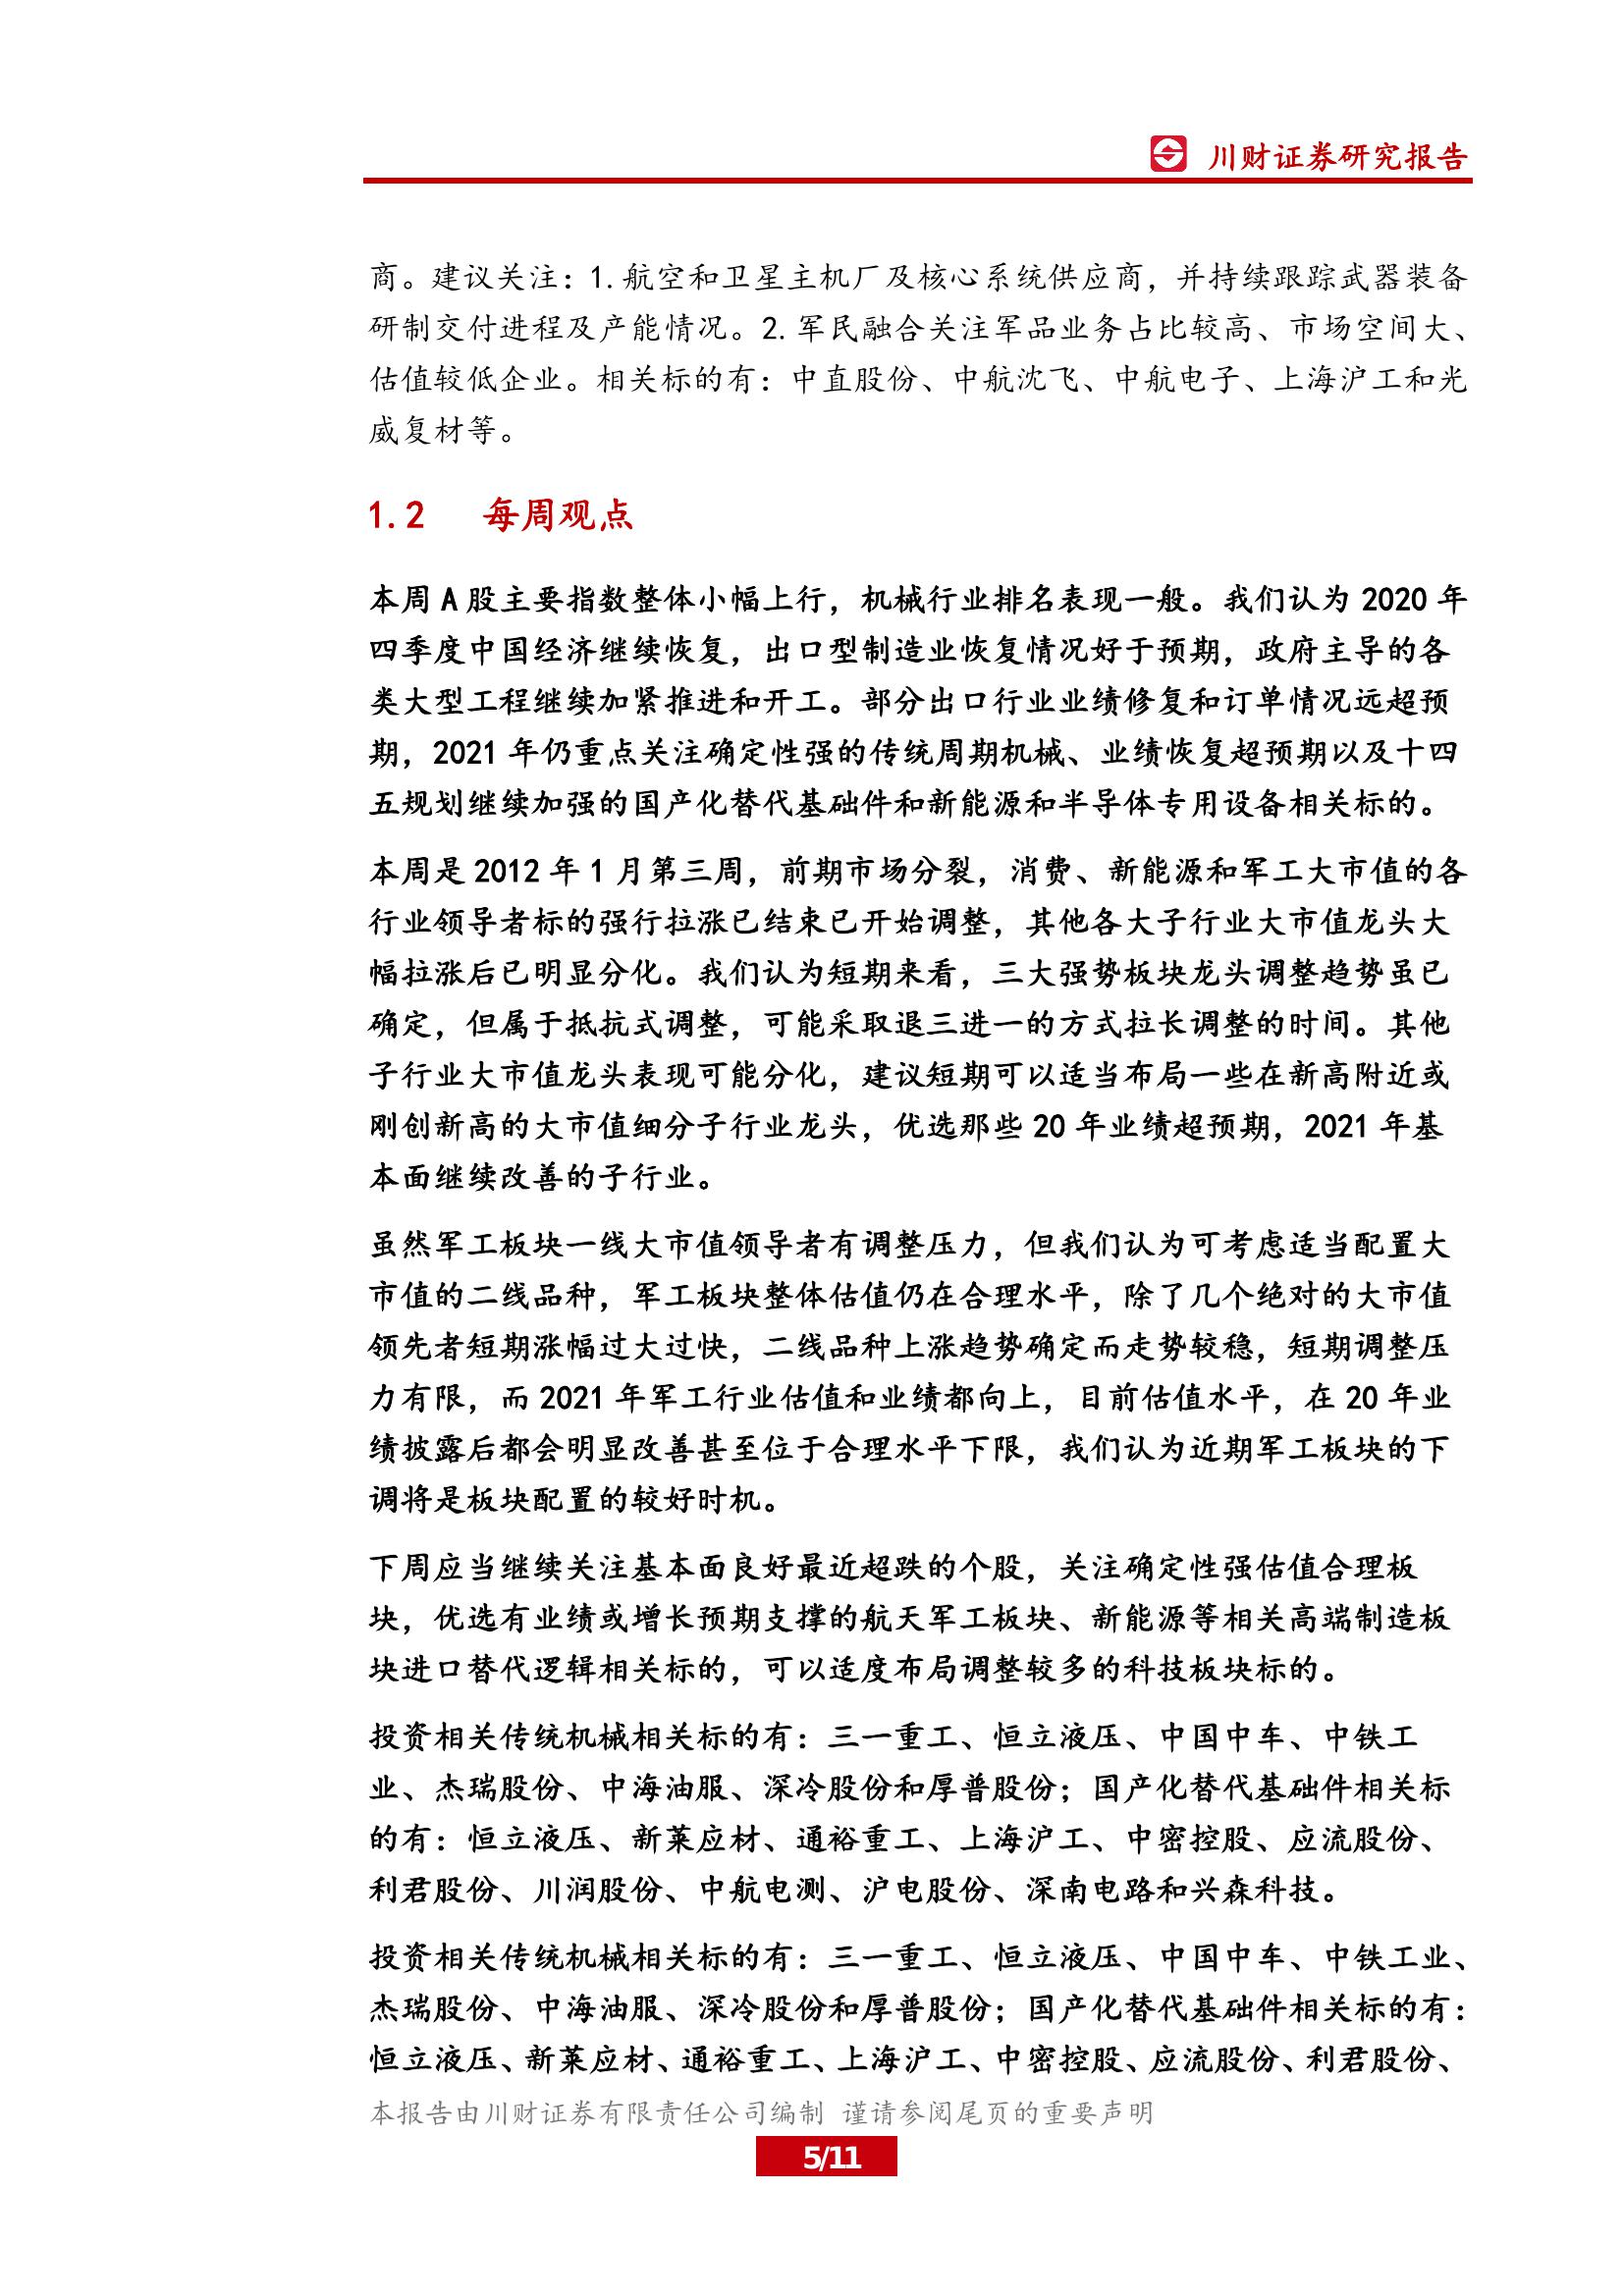 川财证券研究报告
商。建议关注：1.航空和卫星主机厂及核心系统供应商，并持续跟踪武器装备
研制交付进程及产能情况。2.军民融合关注军品业务占比较高、市场空间大、
估值较低企业。相关标的有：中直股份、中航沈飞、中航电子、上海沪工和光
威复材等。
1.2 每周观点
本周 A 股主要指数整体小幅上行，机械行业排名表现一般。我们认为 2020 年
四季度中国经济继续恢复，出口型制造业恢复情况好于预期，政府主导的各
类大型工程继续加紧推进和开工。部分出口行业业绩修复和订单情况远超预
期，2021 年仍重点关注确定性强的传统周期机械、业绩恢复超预期以及十四
五规划继续加强的国产化替代基础件和新能源和半导体专用设备相关标的。
本周是 2012 年 1 月第三周，前期市场分裂，消费、新能源和军工大市值的各
行业领导者标的强行拉涨已结束已开始调整，其他各大子行业大市值龙头大
幅拉涨后已明显分化。我们认为短期来看，三大强势板块龙头调整趋势虽已
确定，但属于抵抗式调整，可能采取退三进一的方式拉长调整的时间。其他
子行业大市值龙头表现可能分化，建议短期可以适当布局一些在新高附近或
刚创新高的大市值细分子行业龙头，优选那些 20 年业绩超预期，2021 年基
本面继续改善的子行业。
虽然军工板块一线大市值领导者有调整压力，但我们认为可考虑适当配置大
市值的二线品种，军工板块整体估值仍在合理水平，除了几个绝对的大市值
领先者短期涨幅过大过快，二线品种上涨趋势确定而走势较稳，短期调整压
力有限，而 2021 年军工行业估值和业绩都向上，目前估值水平，在 20 年业
绩披露后都会明显改善甚至位于合理水平下限，我们认为近期军工板块的下
调将是板块配置的较好时机。
下周应当继续关注基本面良好最近超跌的个股，关注确定性强估值合理板
块，优选有业绩或增长预期支撑的航天军工板块、新能源等相关高端制造板
块进口替代逻辑相关标的，可以适度布局调整较多的科技板块标的。
投资相关传统机械相关标的有：三一重工、恒立液压、中国中车、中铁工
业、杰瑞股份、中海油服、深冷股份和厚普股份；国产化替代基础件相关标
的有：恒立液压、新莱应材、通裕重工、上海沪工、中密控股、应流股份、
利君股份、川润股份、中航电测、沪电股份、深南电路和兴森科技。
投资相关传统机械相关标的有：三一重工、恒立液压、中国中车、中铁工业、
杰瑞股份、中海油服、深冷股份和厚普股份；国产化替代基础件相关标的有：
恒立液压、新莱应材、通裕重工、上海沪工、中密控股、应流股份、利君股份、
本报告由川财证券有限责任公司编制 谨请参阅尾页的重要声明
5/11